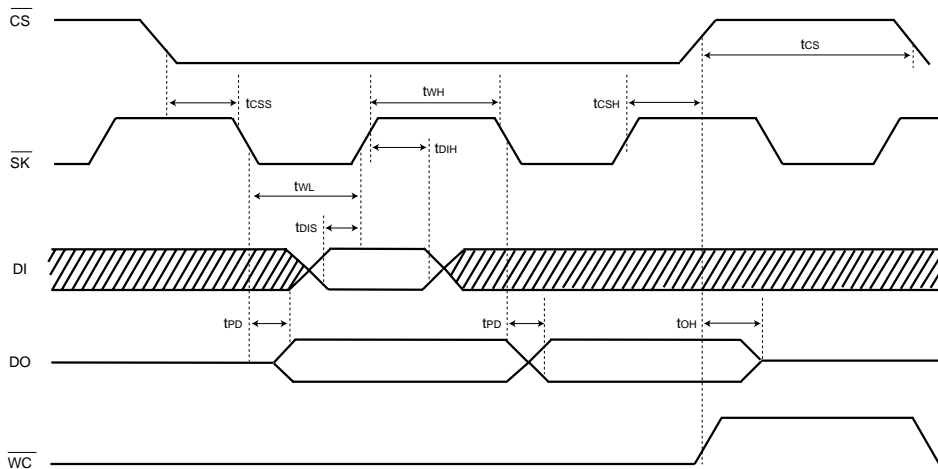 CS
tCS
tCSS
tWH
tCSH
SK
tDIH
tWL
tDIS
DI
tPD
tPD
tOH
DO
WC